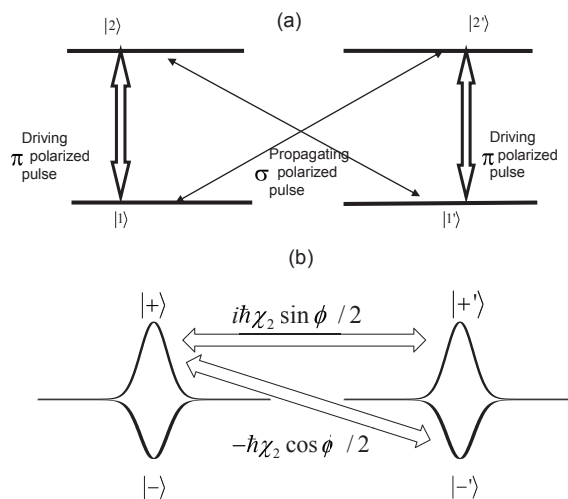 (a)
|2⟩
|2'⟩
Driving
π polarized
pulse
Propagating
σ polarized
pulse
Driving
π polarized
pulse
|1⟩
|1'⟩
(b)
|+⟩
iħχ₂ sin ϕ / 2
|+'⟩
−ħχ₂ cos ϕ / 2
|−⟩
|−'⟩